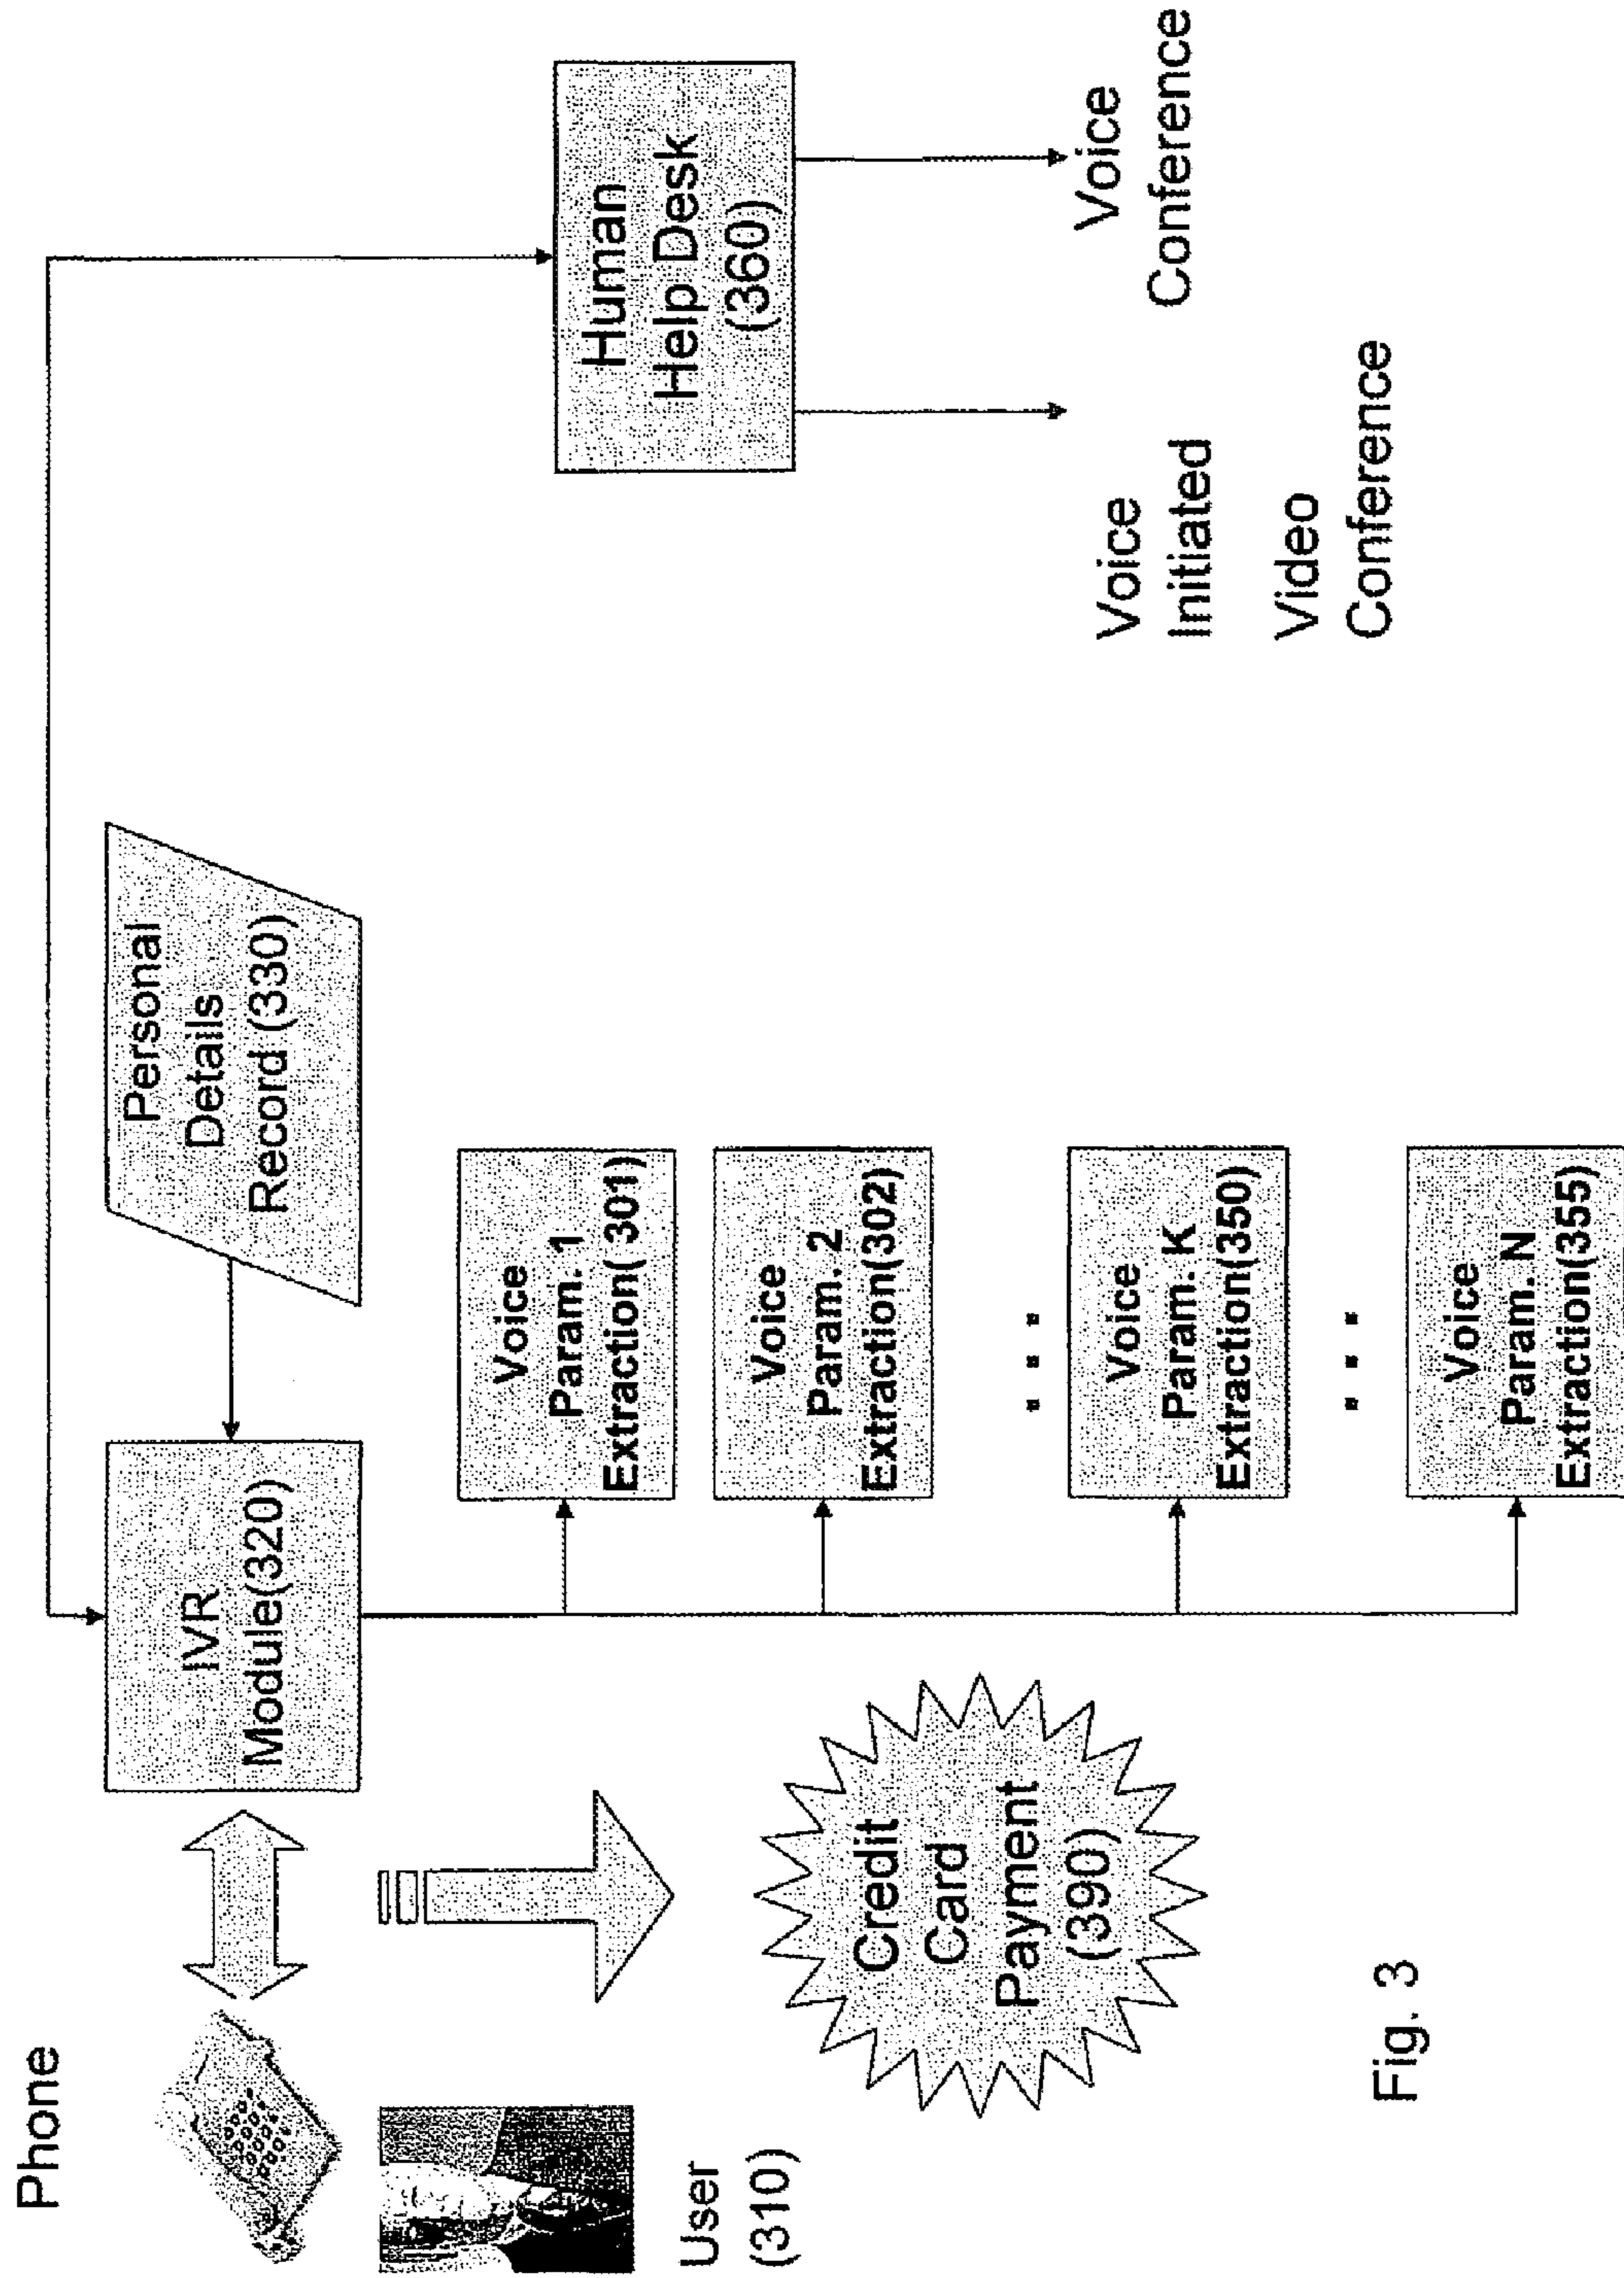 Phone
User
(310)
IVR
Module(320)
Personal
Details
Record (330)
Voice
Param. 1
Extraction( 301)
Voice
Param. 2
Extraction(302)
Voice
Param. K
Extraction(350)
Voice
Param. N
Extraction(355)
Credit
Card
Payment
(390)
Human
Help Desk
(360)
Voice
Initiated
Video
Conference
Voice
Conference
Fig. 3